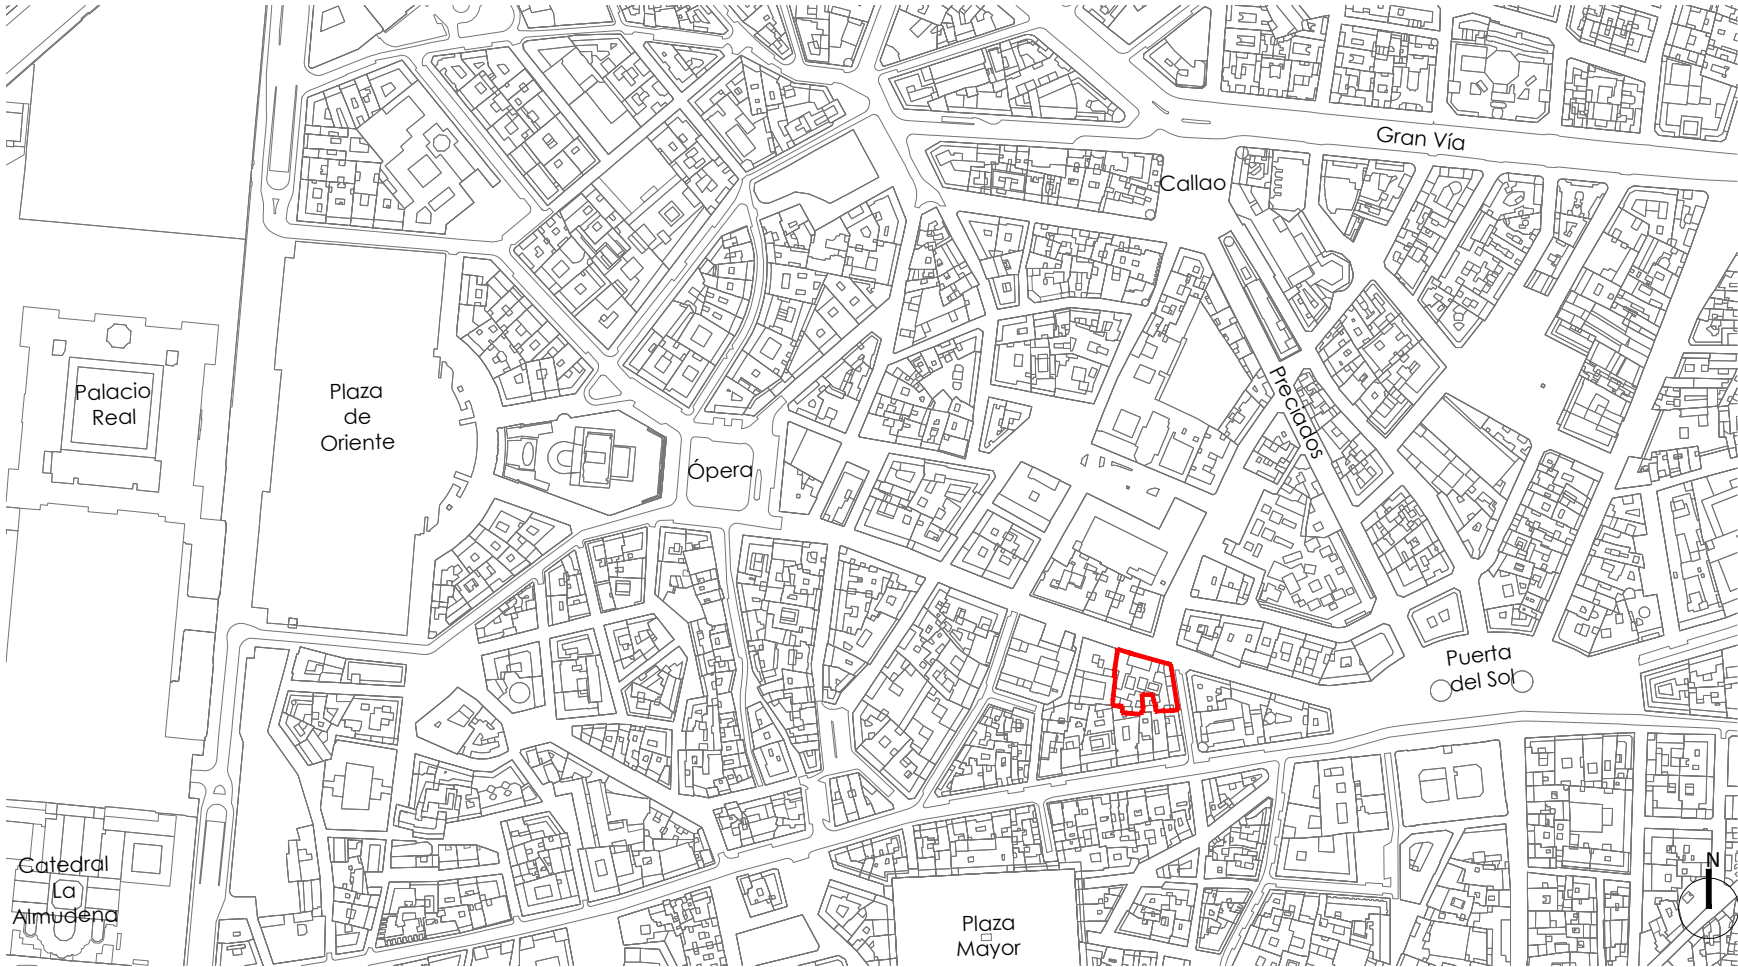 Gran Vía
Callao
Palacio
Real
Plaza
de
Oriente
Preciados
Ópera
Puerta
del Sol
Catedral
La
Almudena
Plaza
Mayor
N